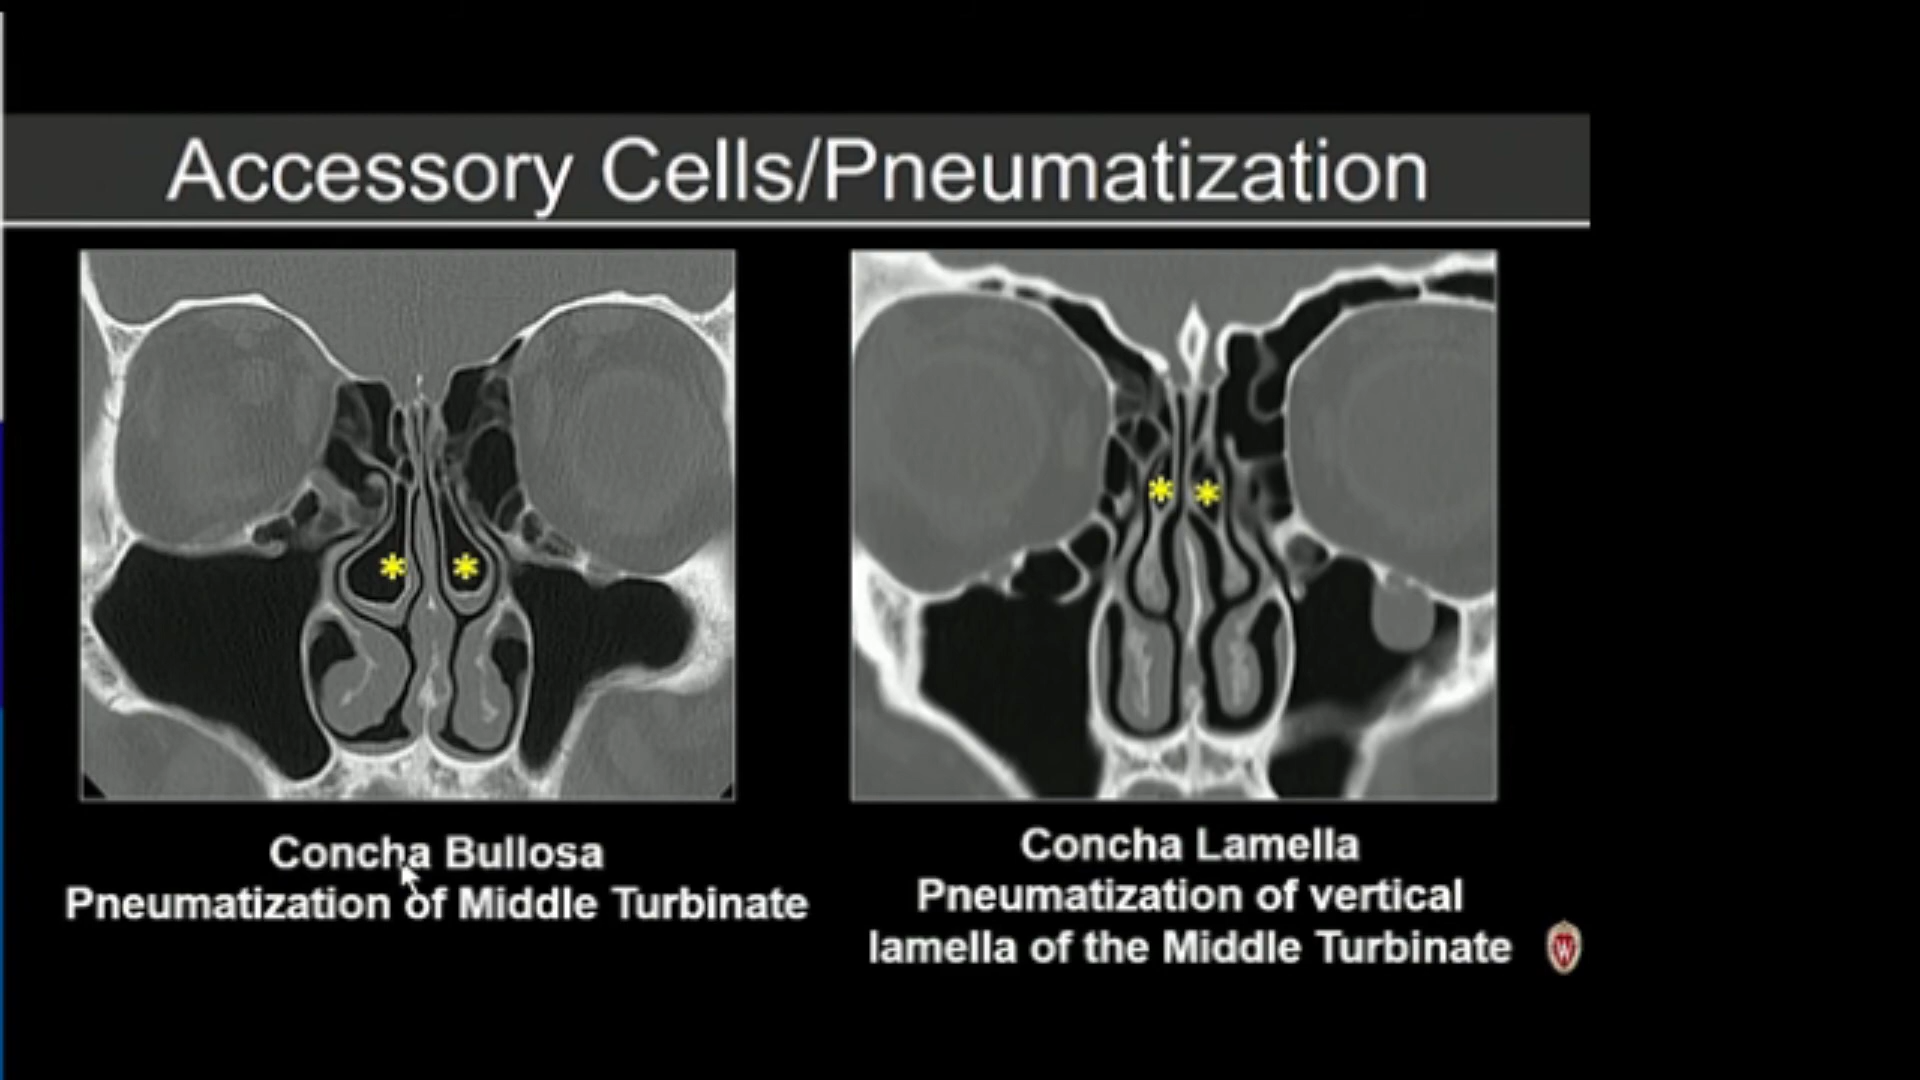 Accessory Cells/Pneumatization
Concha Bullosa
Pneumatization of Middle Turbinate
Concha Lamella
Pneumatization of vertical
lamella of the Middle Turbinate
W